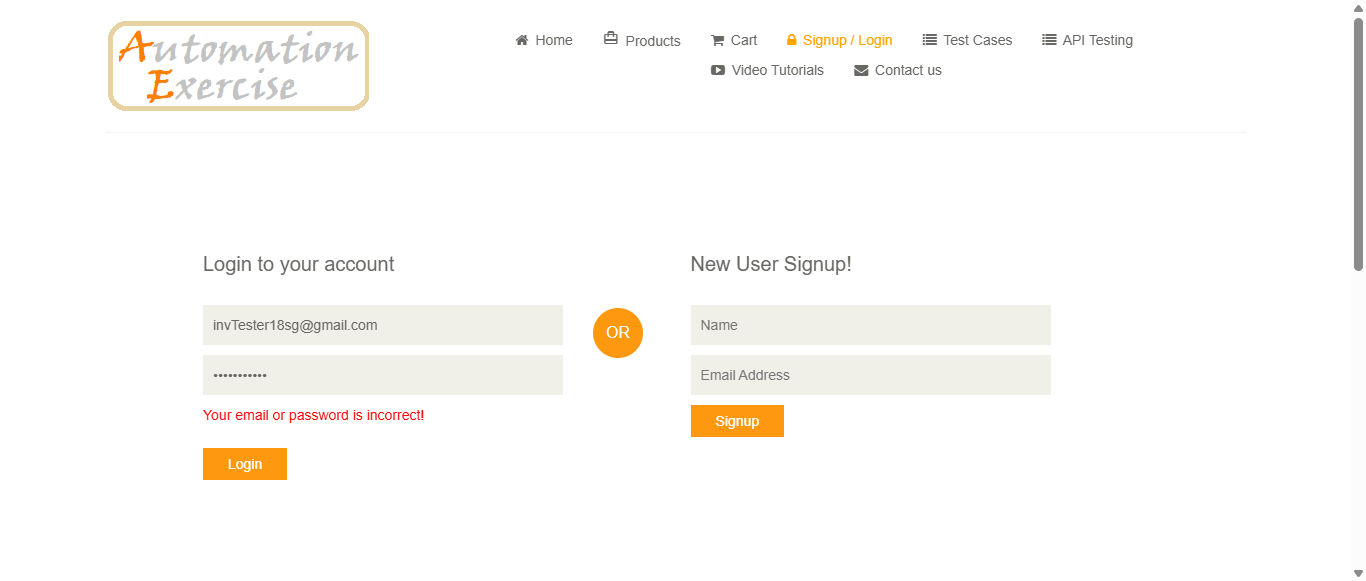 Automation
Exercise
Home
Products
Cart
Signup / Login
Test Cases
API Testing
Video Tutorials
Contact us
Login to your account
invTester18sg@gmail.com
•••••••••••
Your email or password is incorrect!
Login
OR
New User Signup!
Name
Email Address
Signup